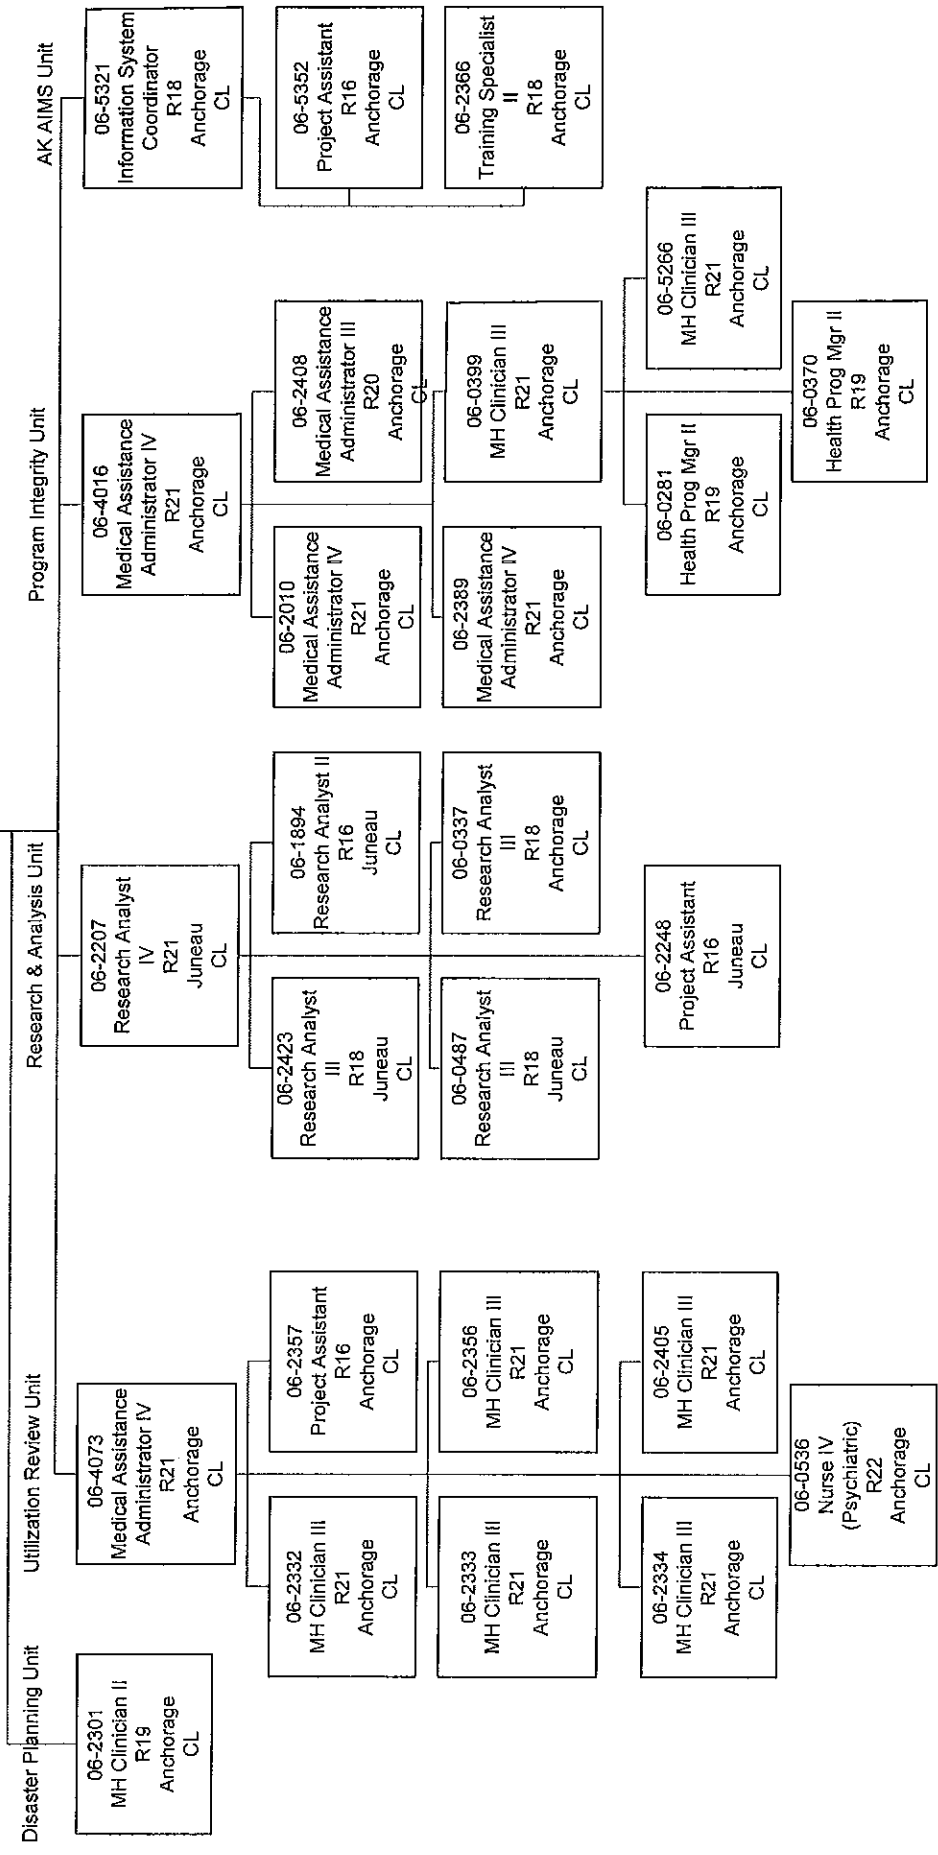 Disaster Planning Unit
06-2301
MH Clinician II
R19
Anchorage
CL
Utilization Review Unit
06-4073
Medical Assistance
Administrator IV
R21
Anchorage
CL
06-2332
MH Clinician III
R21
Anchorage
CL
06-2357
Project Assistant
R16
Anchorage
CL
06-2333
MH Clinician III
R21
Anchorage
CL
06-2356
MH Clinician III
R21
Anchorage
CL
06-2334
MH Clinician III
R21
Anchorage
CL
06-2405
MH Clinician III
R21
Anchorage
CL
06-0536
Nurse IV
(Psychiatric)
R22
Anchorage
CL
Research & Analysis Unit
06-2207
Research Analyst
IV
R21
Juneau
CL
06-2423
Research Analyst
III
R18
Juneau
CL
06-1894
Research Analyst II
R16
Juneau
CL
06-0487
Research Analyst
III
R18
Juneau
CL
06-0337
Research Analyst
III
R18
Anchorage
CL
06-2248
Project Assistant
R16
Juneau
CL
Program Integrity Unit
06-4016
Medical Assistance
Administrator IV
R21
Anchorage
CL
06-2010
Medical Assistance
Administrator IV
R21
Anchorage
CL
06-2408
Medical Assistance
Administrator III
R20
Anchorage
CL
06-2389
Medical Assistance
Administrator IV
R21
Anchorage
CL
06-0399
MH Clinician III
R21
Anchorage
CL
06-0281
Health Prog Mgr II
R19
Anchorage
CL
06-5266
MH Clinician III
R21
Anchorage
CL
06-0370
Health Prog Mgr II
R19
Anchorage
CL
AK AIMS Unit
06-5321
Information System
Coordinator
R18
Anchorage
CL
06-5352
Project Assistant
R16
Anchorage
CL
06-2366
Training Specialist
II
R18
Anchorage
CL